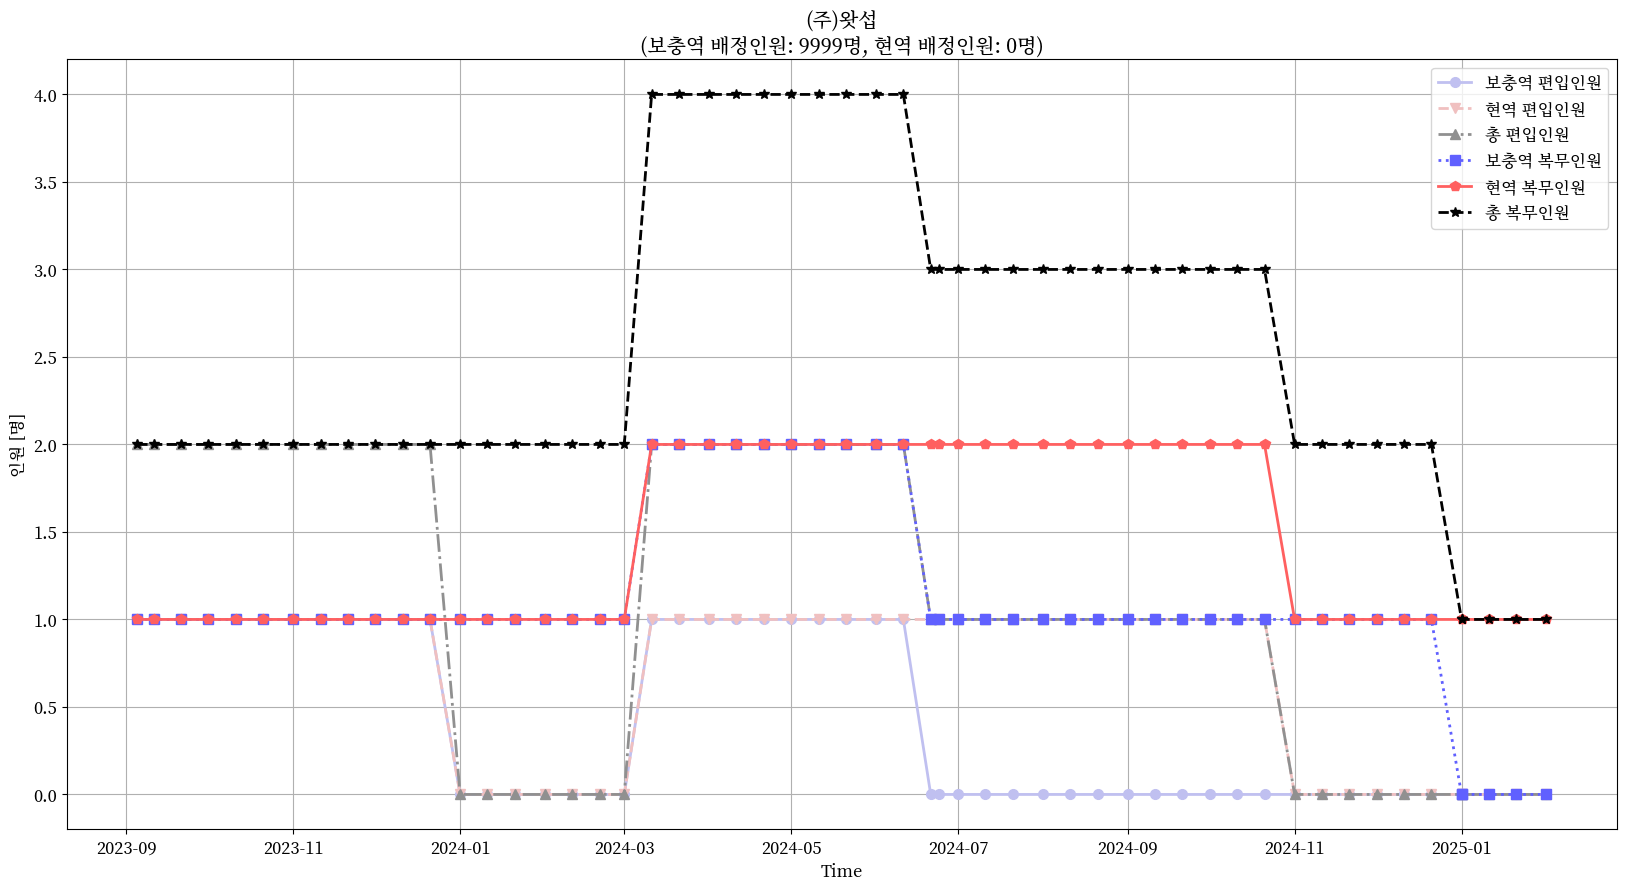 (주)왓섭
(보충역 배정인원: 9999명, 현역 배정인원: 0명)
보충역 편입인원
현역 편입인원
총 편입인원
보충역 복무인원
현역 복무인원
총 복무인원
인원 [명]
4.0
3.5
3.0
2.5
2.0
1.5
1.0
0.5
0.0
2023-09
2023-11
2024-01
2024-03
2024-05
2024-07
2024-09
2024-11
2025-01
Time